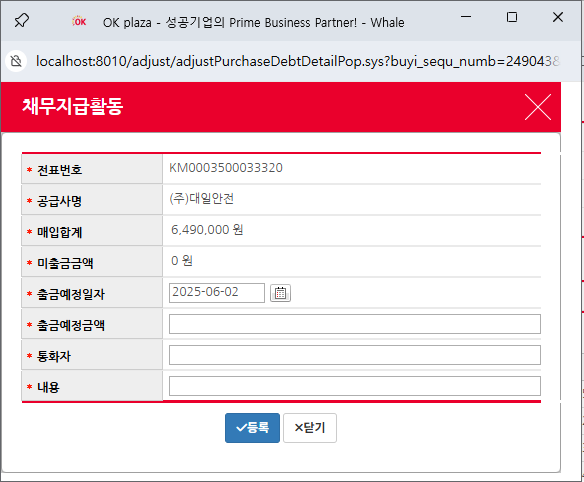 OK plaza - 성공기업의 Prime Business Partner! - Whale
localhost:8010/adjust/adjustPurchaseDebtDetailPop.sys?buyi_sequ_numb=249043
채무지급활동
* 전표번호 KM0003500033320
* 공급사명 (주)대일안전
* 매입합계 6,490,000 원
* 미출금금액 0 원
* 출금예정일자 2025-06-02
* 출금예정금액
* 통화자
* 내용
✓등록 ✕닫기